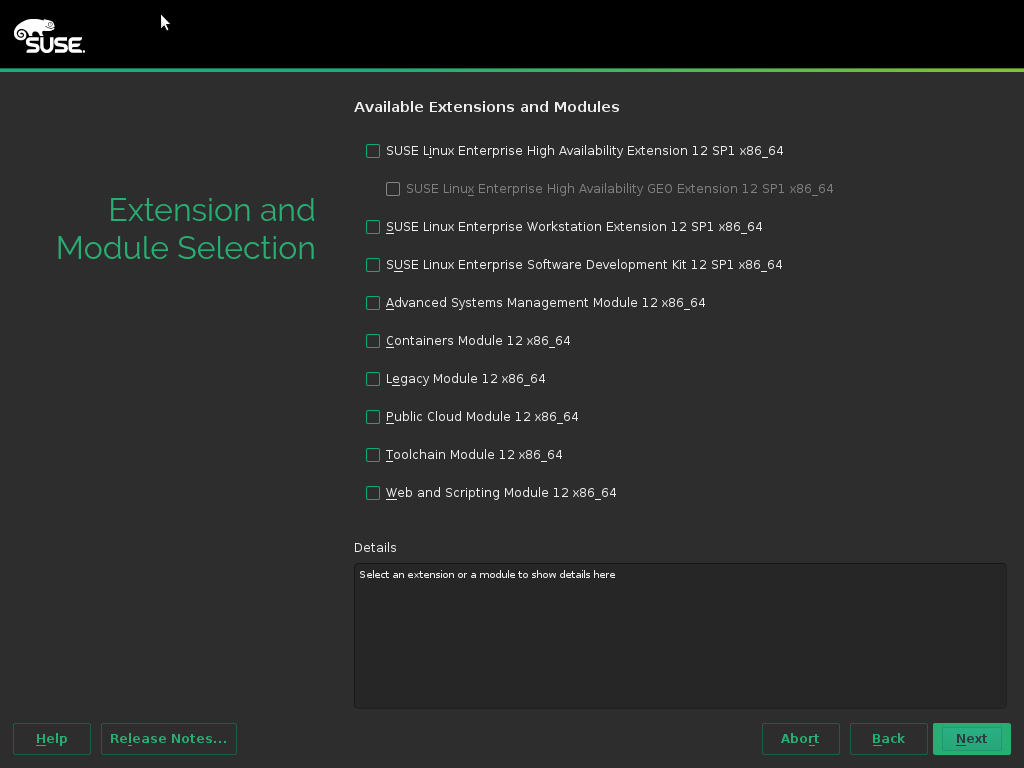 SUSE.
Available Extensions and Modules
SUSE Linux Enterprise High Availability Extension 12 SP1 x86_64
SUSE Linux Enterprise High Availability GEO Extension 12 SP1 x86_64
Extension and
Module Selection
SUSE Linux Enterprise Workstation Extension 12 SP1 x86_64
SUSE Linux Enterprise Software Development Kit 12 SP1 x86_64
Advanced Systems Management Module 12 x86_64
Containers Module 12 x86_64
Legacy Module 12 x86_64
Public Cloud Module 12 x86_64
Toolchain Module 12 x86_64
Web and Scripting Module 12 x86_64
Details
Select an extension or a module to show details here
Help
Release Notes...
Abort
Back
Next